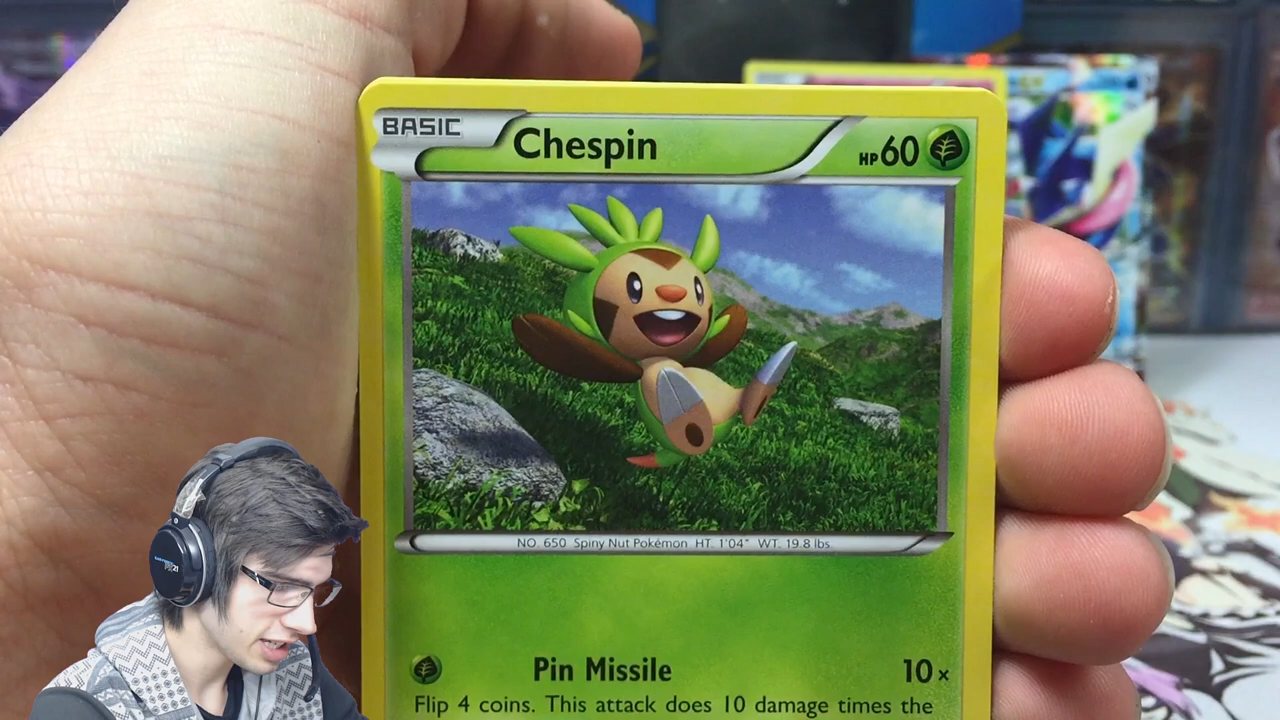 BASIC Chespin HP60
NO. 650 Spiny Nut Pokémon HT. 1'04" WT. 19.8 lbs.
Pin Missile 10×
Flip 4 coins. This attack does 10 damage times the